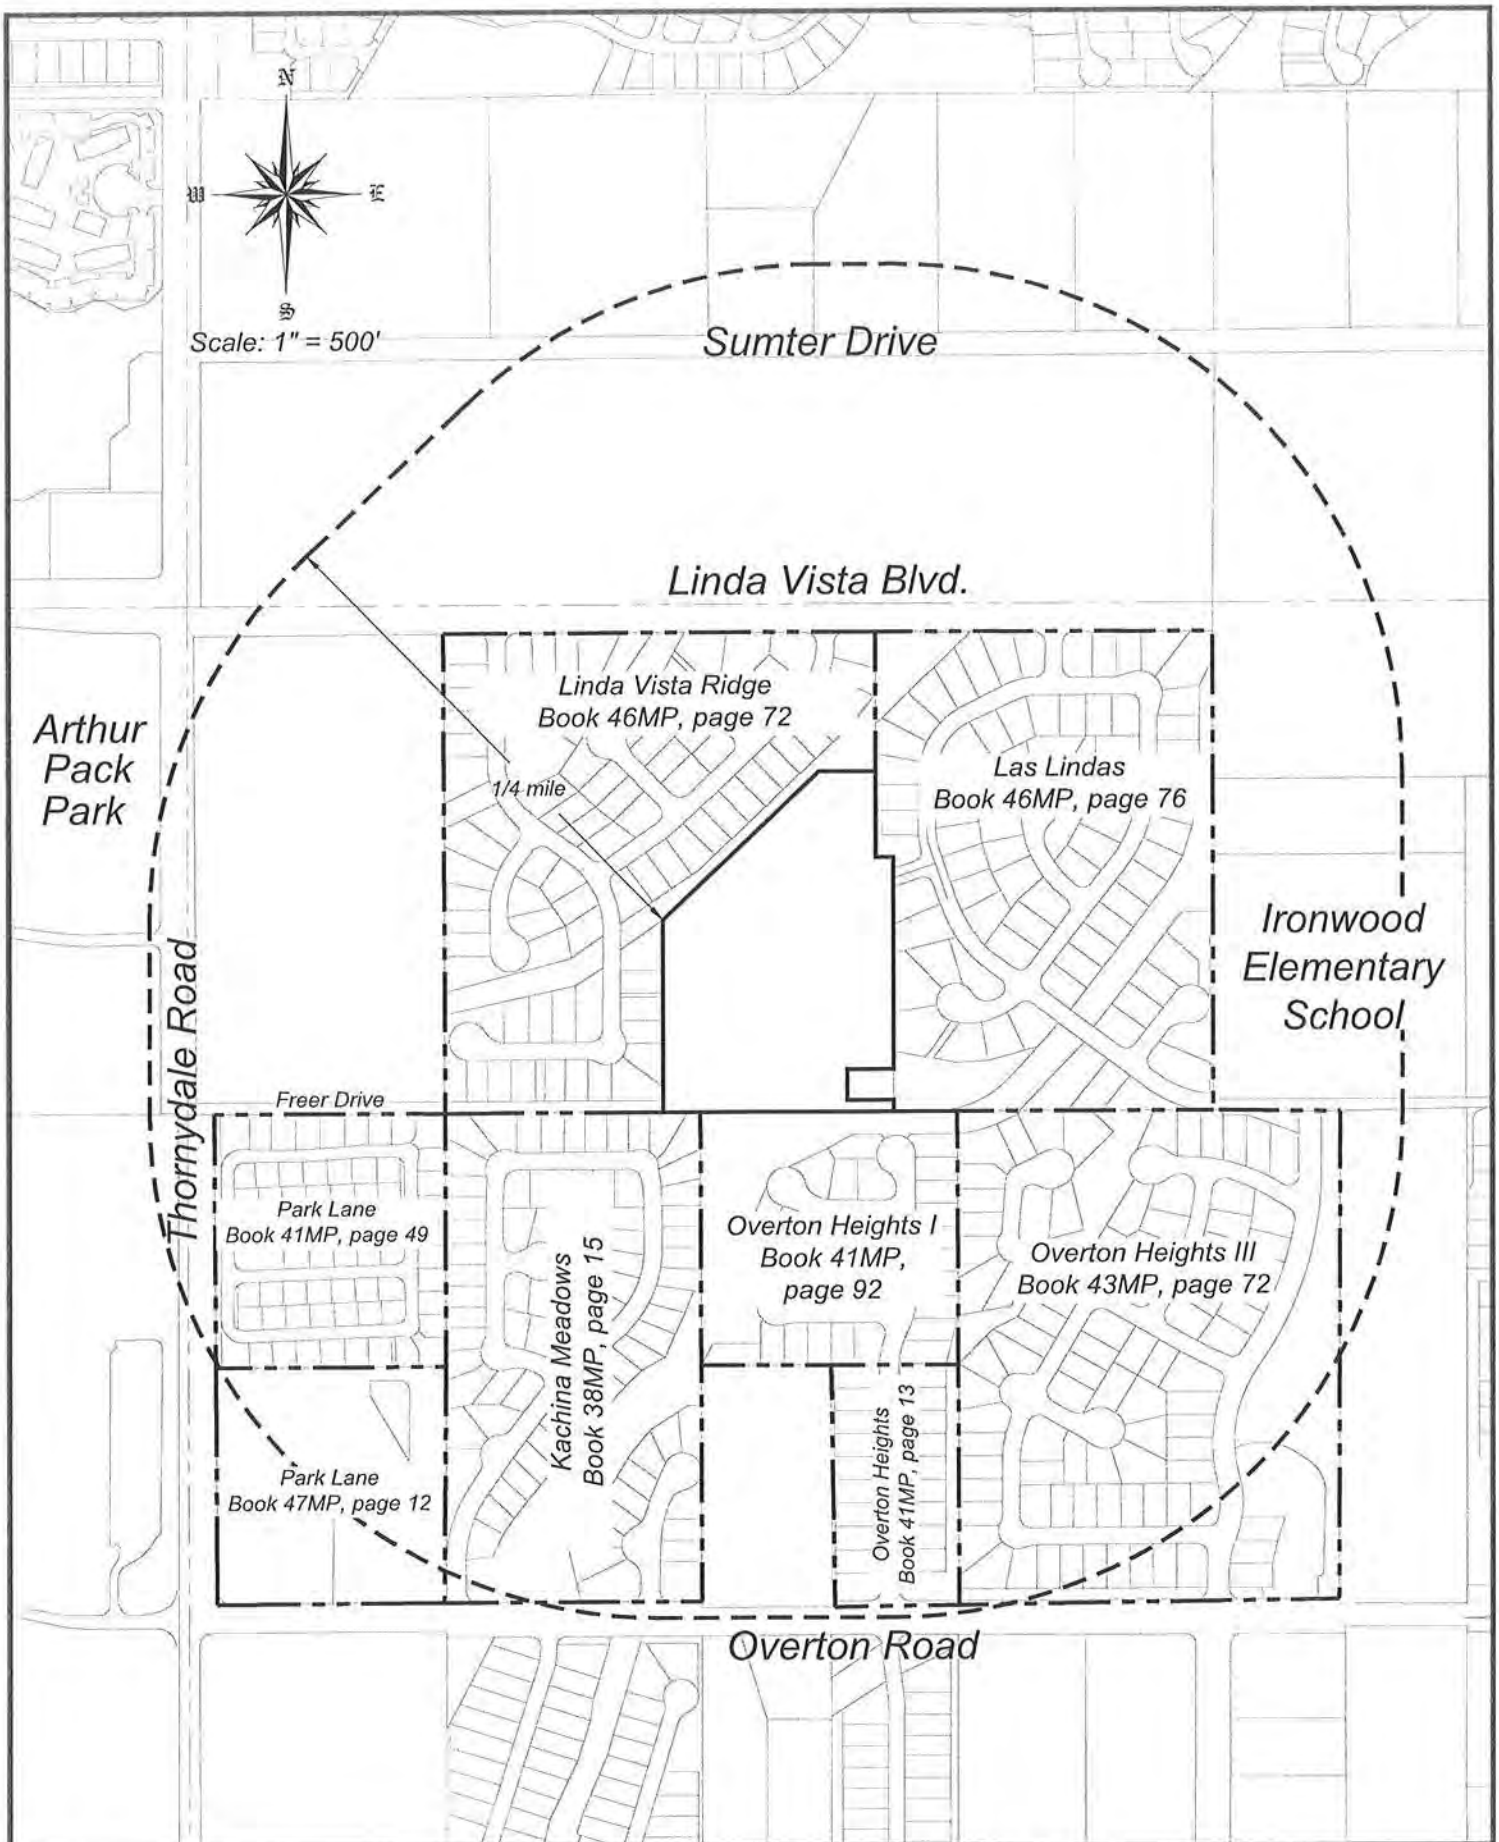 N
W
E
S
Scale: 1" = 500'
Sumter Drive
Linda Vista Blvd.
Linda Vista Ridge
Book 46MP, page 72
Arthur
Pack
Park
1/4 mile
Las Lindas
Book 46MP, page 76
Ironwood
Elementary
School
Thornydale Road
Freer Drive
Park Lane
Book 41MP, page 49
Kachina Meadows
Book 38MP, page 15
Overton Heights I
Book 41MP,
page 92
Overton Heights III
Book 43MP, page 72
Overton Heights
Book 41MP, page 13
Park Lane
Book 47MP, page 12
Overton Road